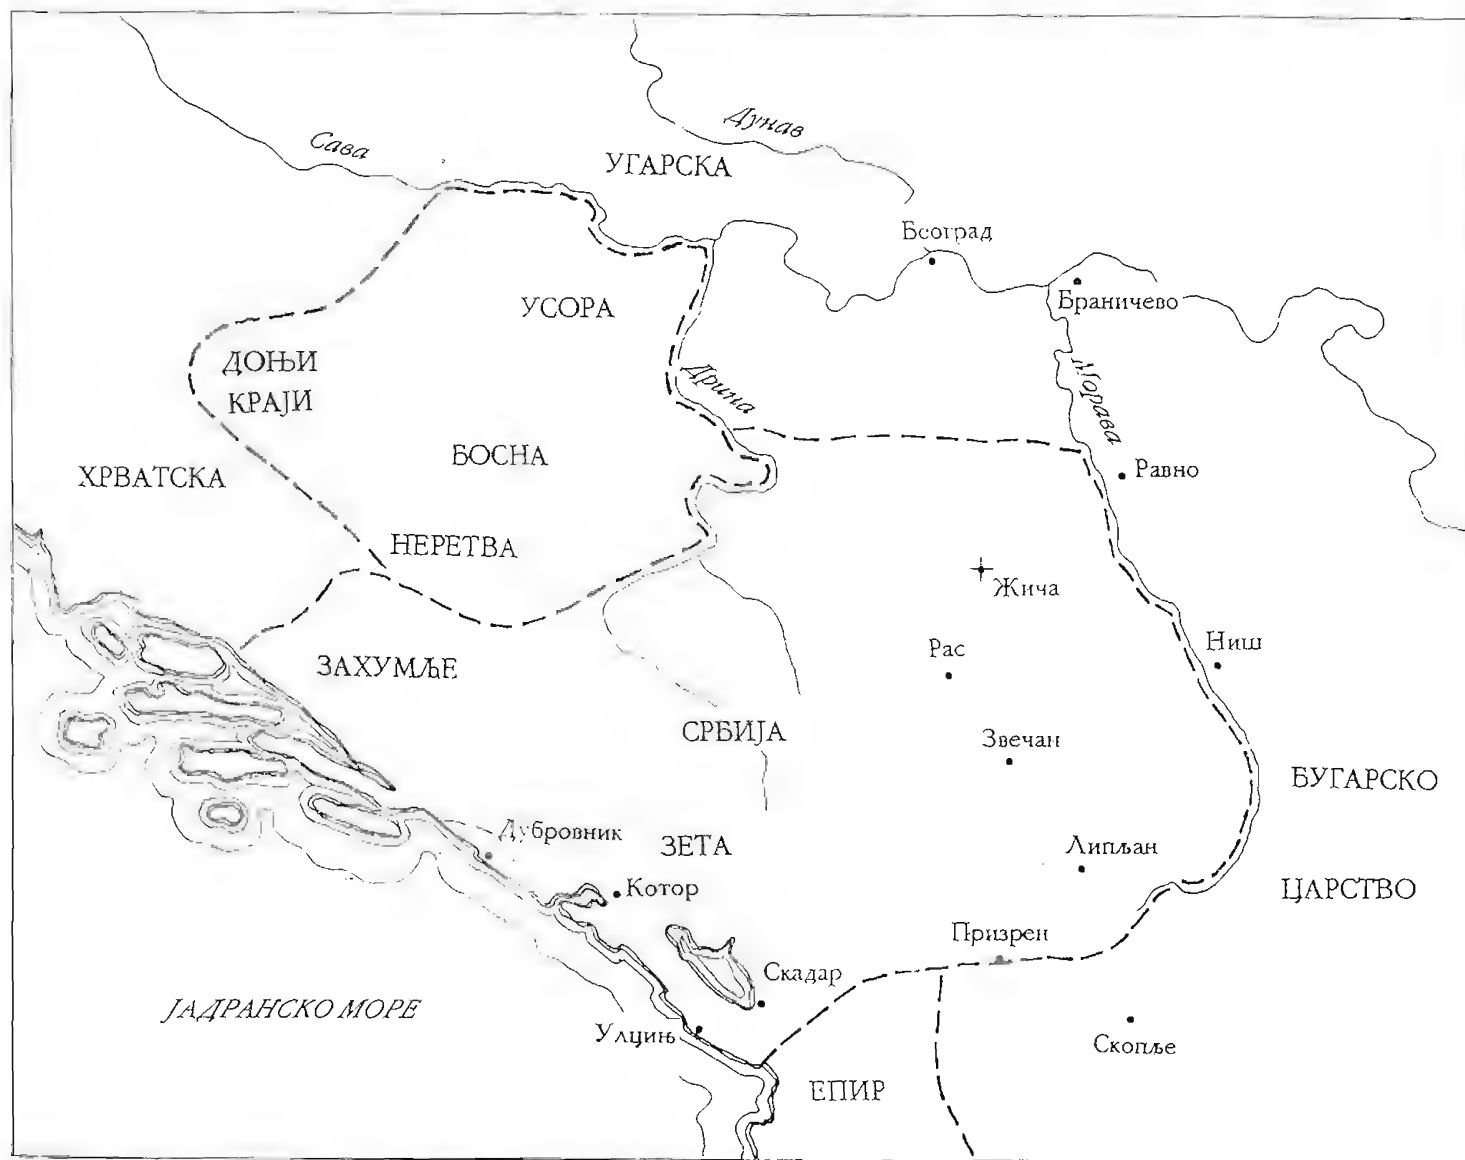 Сава
Дунав
УГАРСКА
Београд
Браничево
УСОРА
ДОЊИ
КРАЈИ
Дрина
Морава
БОСНА
ХРВАТСКА
Равно
НЕРЕТВА
Жича
ЗАХУМЉЕ
Рас
Ниш
СРБИЈА
Звечан
БУГАРСКО
Дубровник
ЗЕТА
Липљан
Котор
ЦАРСТВО
Призрен
Скадар
ЈАДРАНСКО МОРЕ
Улцињ
Скопље
ЕПИР